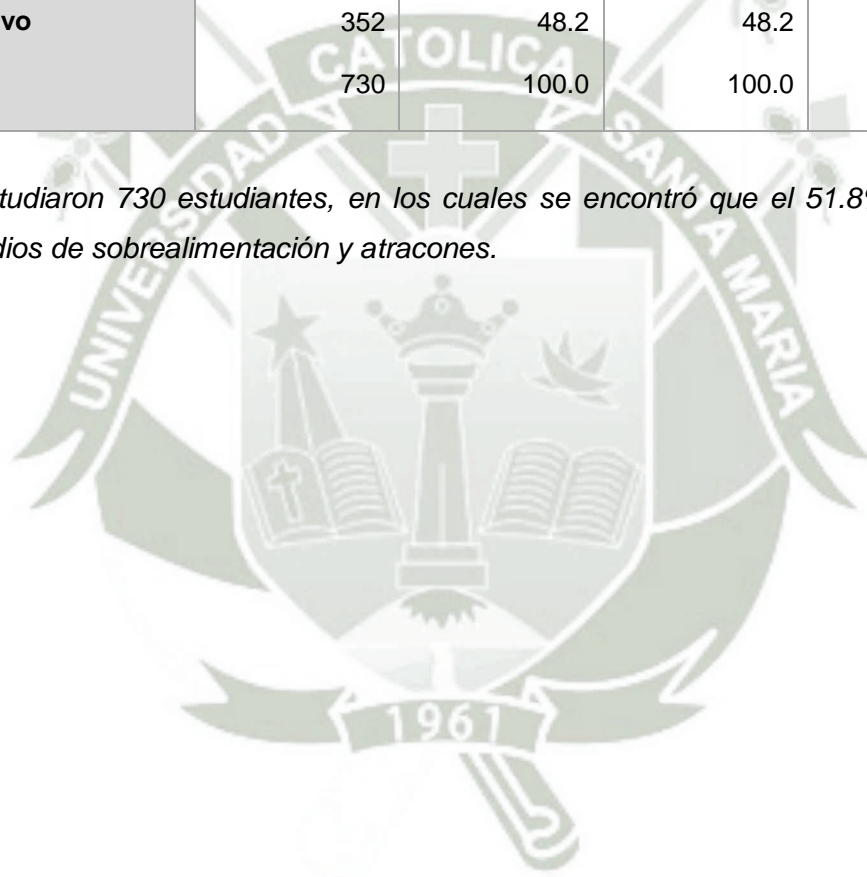 vo 352 48.2 48.2
730 100.0 100.0
tudiaron 730 estudiantes, en los cuales se encontró que el 51.8
dios de sobrealimentación y atracones.
UNIVERSIDAD CATOLICA SANTA MARIA
1961